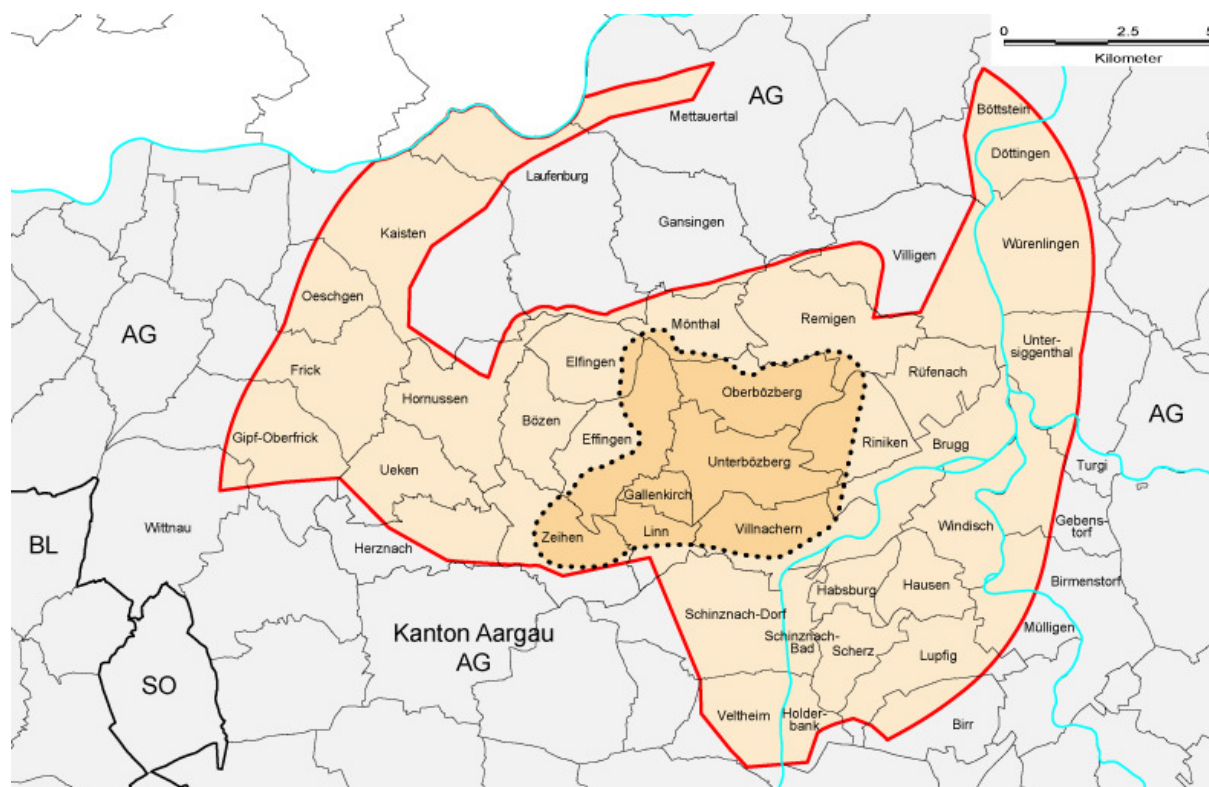 0 2.5 5
Kilometer
AG
Mettauertal
Böttstein
Döttingen
Laufenburg
Gansingen
Kaisten
Villigen
Würenlingen
Oeschgen
Mönthal
Remigen
AG
Unter-
siggenthal
Elfingen
Frick
Rüfenach
Hornussen
Oberbözberg
AG
Bözen
Gipf-Oberfrick
Effingen
Riniken
Brugg
Ueken
Unterbözberg
Turgi
Gallenkirch
Wittnau
Zeihen
Linn
Villnachern
Windisch
Gebens-
torf
BL
Herznach
Birmenstorf
Habsburg
Hausen
Schinznach-Dorf
Mülligen
Kanton Aargau
AG
Schinznach-
Bad
Scherz
Lupfig
SO
Veltheim
Holder-
bank
Birr